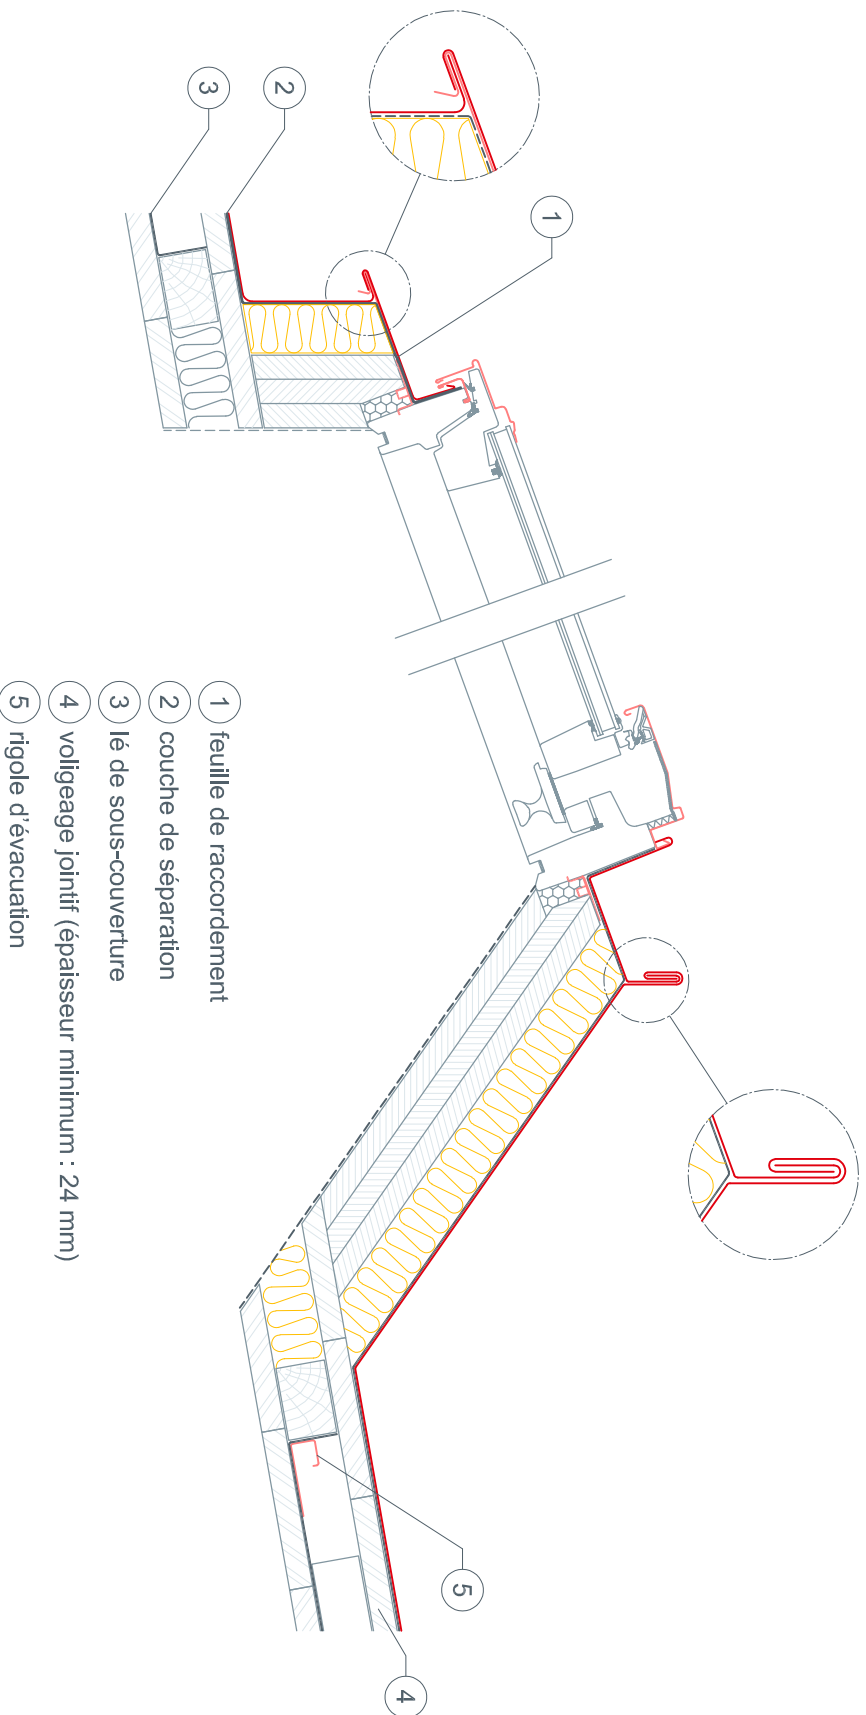 3
2
1
5
4
1 feuille de raccordement
2 couche de séparation
3 lé de sous-couverture
4 voligeage jointif (épaisseur minimum : 24 mm)
5 rigole d'évacuation